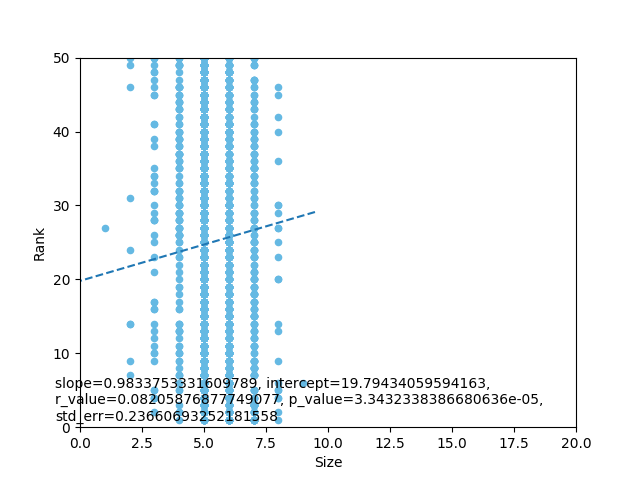 50
40
30
20
10
0
Rank
slope=0.9833753331609789, intercept=19.79434059594163,
r_value=0.08205876877749077, p_value=3.3432338386680636e-05,
std_err=0.23660693252181558
0.0 2.5 5.0 7.5 10.0 12.5 15.0 17.5 20.0
Size